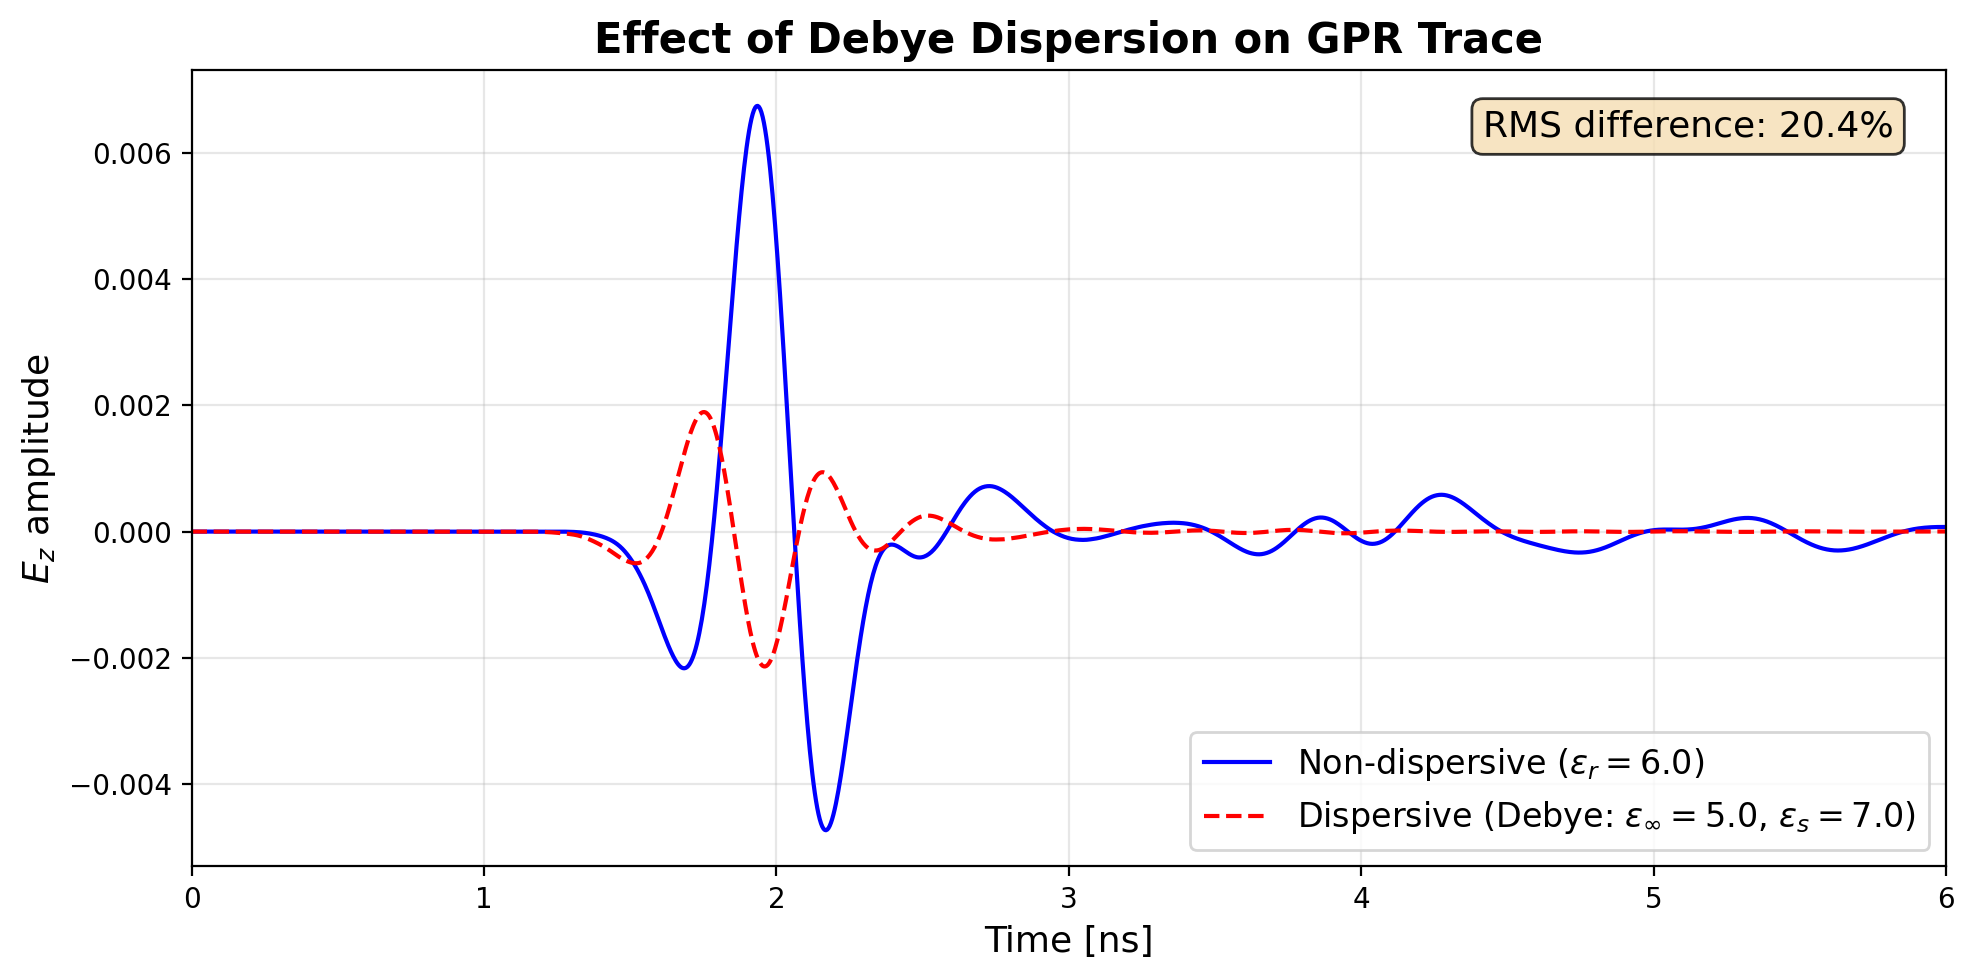 Effect of Debye Dispersion on GPR Trace
RMS difference: 20.4%
0.006
0.004
0.002
0.000
−0.002
−0.004
E_z amplitude
Non-dispersive (ε_r = 6.0)
Dispersive (Debye: ε_∞ = 5.0, ε_s = 7.0)
0 1 2 3 4 5 6
Time [ns]